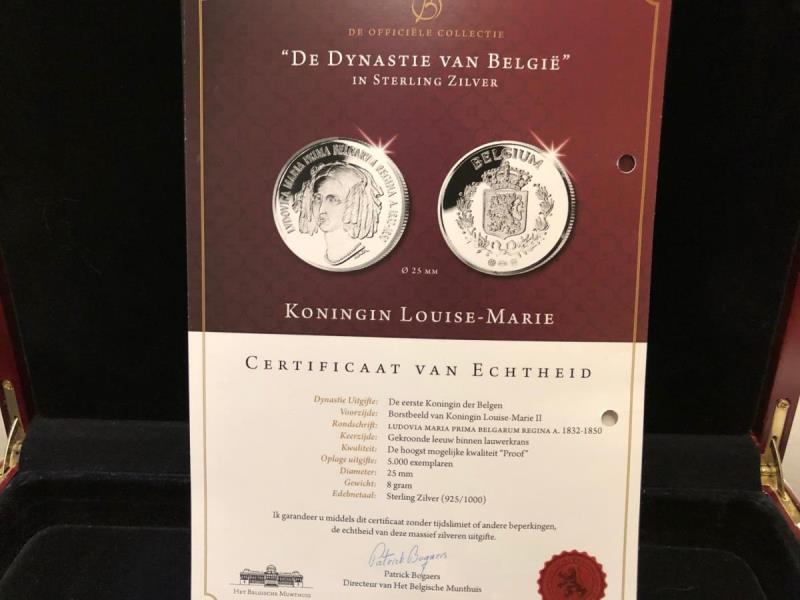 B
DE OFFICIËLE COLLECTIE
"DE DYNASTIE VAN BELGIË"
IN STERLING ZILVER
LUDOVICA MARIA PRIMA BELGARUM REGINA A.
BELGIUM
Ø 25 MM
KONINGIN LOUISE-MARIE
CERTIFICAAT VAN ECHTHEID
Dynastie Uitgifte: De eerste Koningin der Belgen
Voorzijde: Borstbeeld van Koningin Louise-Marie II
Rondschrift: LUDOVIA MARIA PRIMA BELGARUM REGINA A. 1832-1850
Keerzijde: Gekroonde leeuw binnen lauwerkrans
Kwaliteit: De hoogst mogelijke kwaliteit "Proof"
Oplage uitgifte: 5.000 exemplaren
Diameter: 25 mm
Gewicht: 8 gram
Edelmetaal: Sterling Zilver (925/1000)
Ik garandeer u middels dit certificaat zonder tijdslimiet of andere beperkingen,
de echtheid van deze massief zilveren uitgifte.
Patrick Bogaers
Patrick Bogaers
Directeur van Het Belgische Munthuis
HET BELGISCHE MUNTHUIS